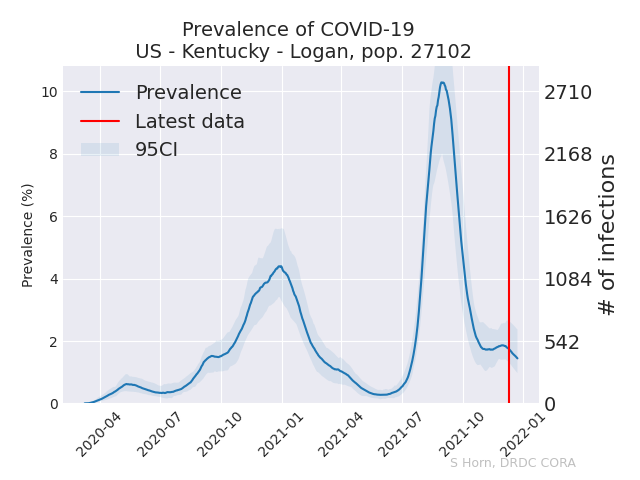 Prevalence of COVID-19
US - Kentucky - Logan, pop. 27102
Prevalence
Latest data
95CI
Prevalence (%)
10
8
6
4
2
0
2710
2168
1626
1084
542
0
# of infections
2020-04
2020-07
2020-10
2021-01
2021-04
2021-07
2021-10
2022-01
S Horn, DRDC CORA